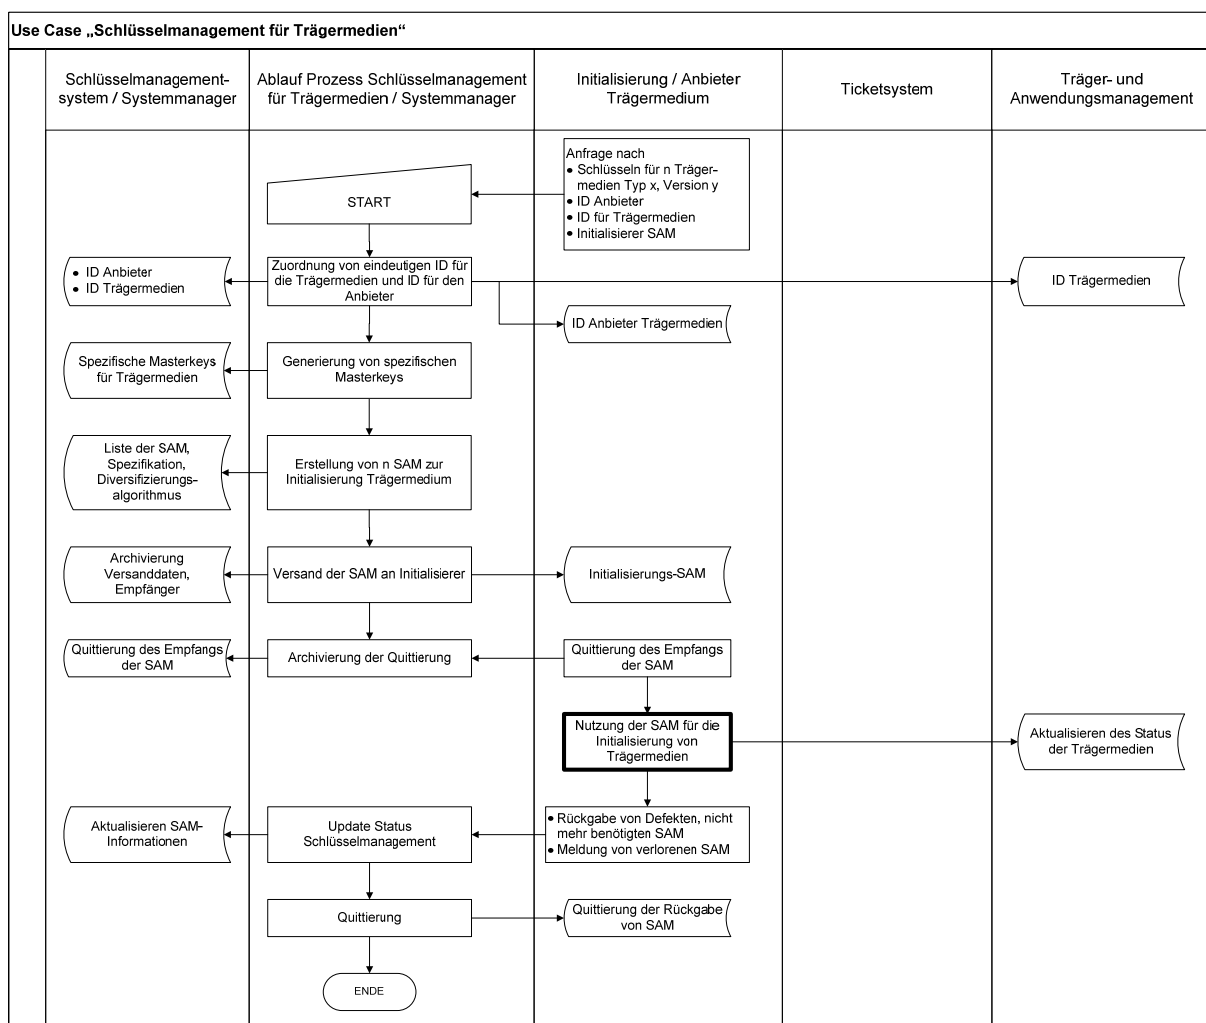 Use Case „Schlüsselmanagement für Trägermedien“
Schlüsselmanagement-
system / Systemmanager
Ablauf Prozess Schlüsselmanagement
für Trägermedien / Systemmanager
Initialisierung / Anbieter
Trägermedium
Ticketsystem
Träger- und
Anwendungsmanagement
Anfrage nach
• Schlüsseln für n Träger-
medien Typ x, Version y
• ID Anbieter
• ID für Trägermedien
• Initialisierer SAM
START
• ID Anbieter
• ID Trägermedien
Zuordnung von eindeutigen ID für
die Trägermedien und ID für den
Anbieter
ID Trägermedien
ID Anbieter Trägermedien
Spezifische Masterkeys
für Trägermedien
Generierung von spezifischen
Masterkeys
Liste der SAM,
Spezifikation,
Diversifizierungs-
algorithmus
Erstellung von n SAM zur
Initialisierung Trägermedium
Archivierung
Versanddaten,
Empfänger
Versand der SAM an Initialisierer
Initialisierungs-SAM
Quittierung des Empfangs
der SAM
Archivierung der Quittierung
Quittierung des Empfangs
der SAM
Nutzung der SAM für die
Initialisierung von
Trägermedien
Aktualisieren des Status
der Trägermedien
Aktualisieren SAM-
Informationen
Update Status
Schlüsselmanagement
• Rückgabe von Defekten, nicht
mehr benötigten SAM
• Meldung von verlorenen SAM
Quittierung
Quittierung der Rückgabe
von SAM
ENDE